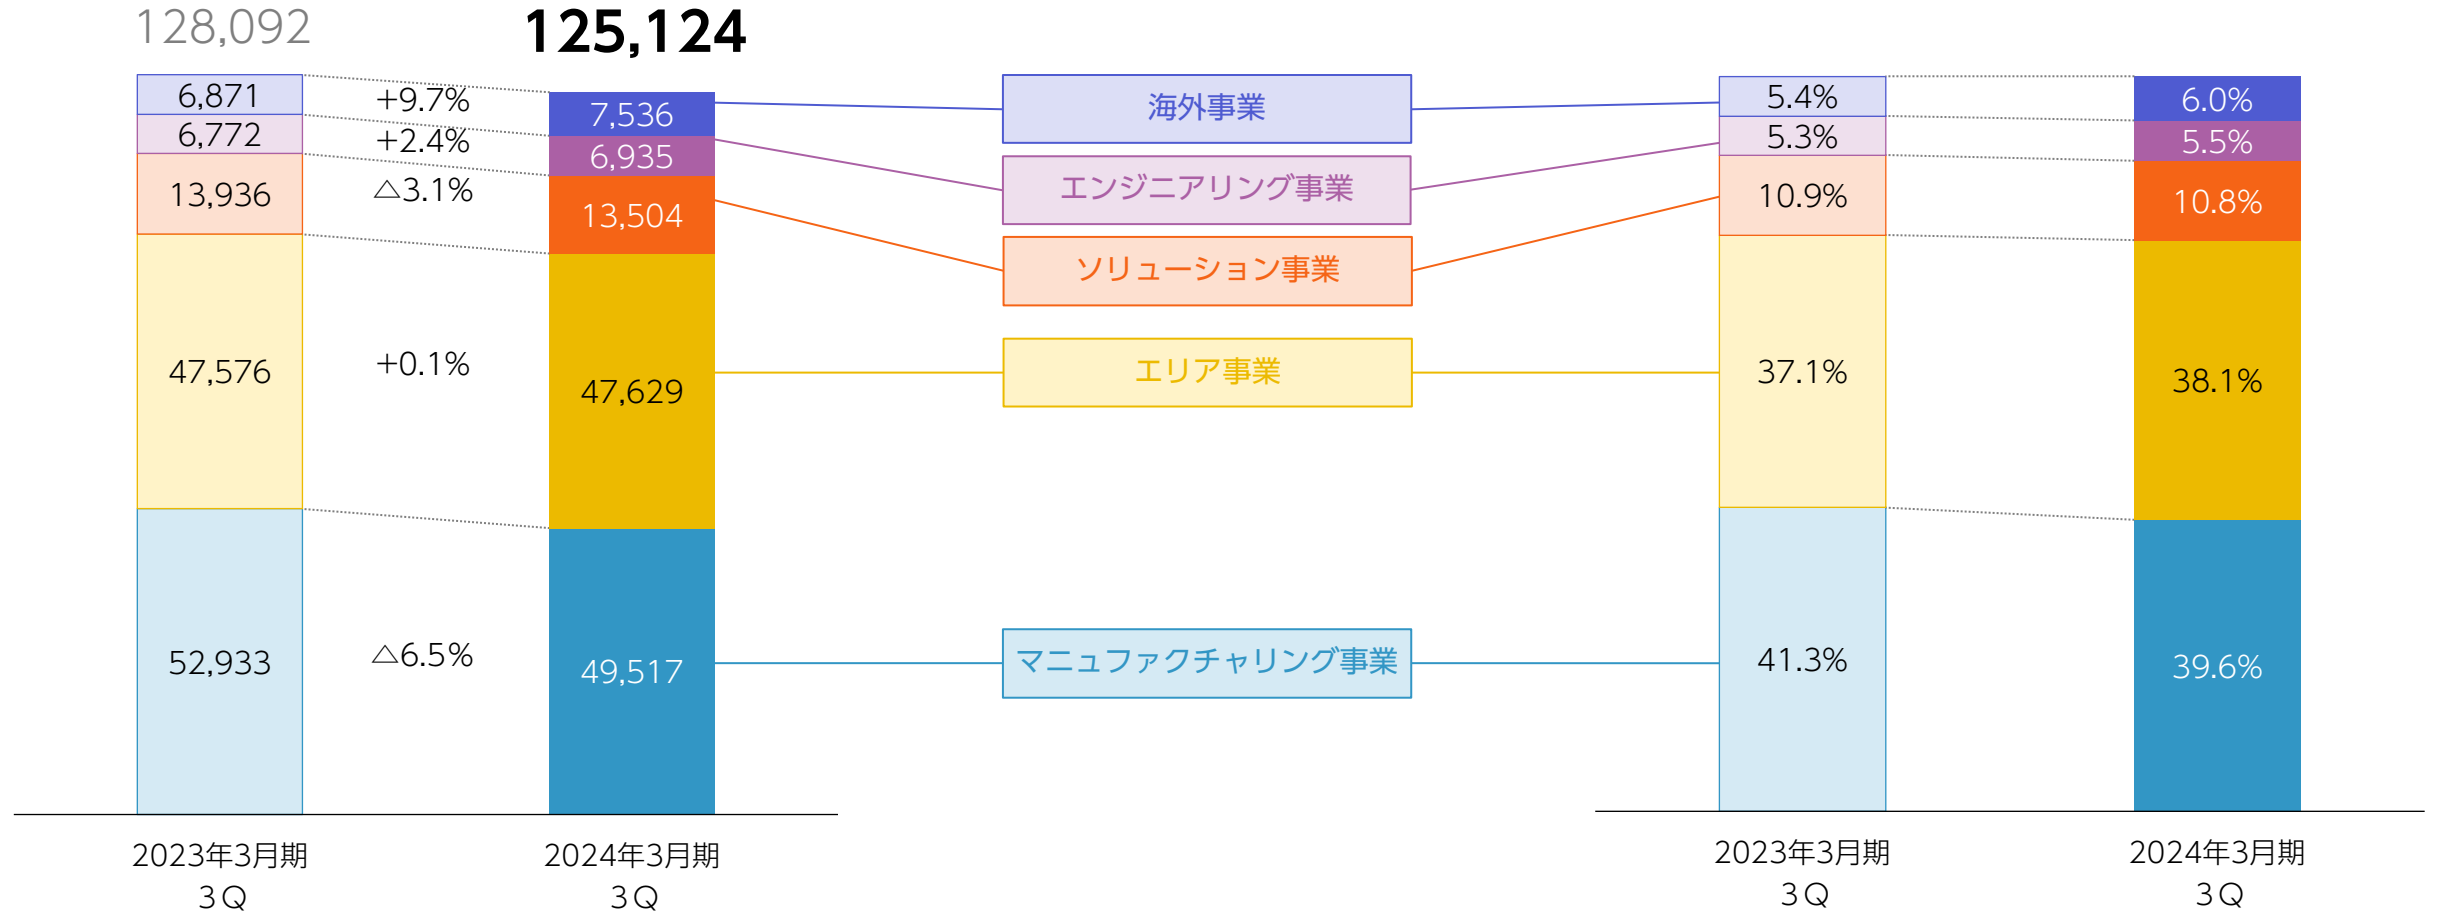 128,092
125,124
6,871
+9.7%
7,536
海外事業
5.4%
6.0%
6,772
+2.4%
6,935
エンジニアリング事業
5.3%
5.5%
13,936
△3.1%
13,504
ソリューション事業
10.9%
10.8%
47,576
+0.1%
47,629
エリア事業
37.1%
38.1%
52,933
△6.5%
49,517
マニュファクチャリング事業
41.3%
39.6%
2023年3月期
3Q
2024年3月期
3Q
2023年3月期
3Q
2024年3月期
3Q